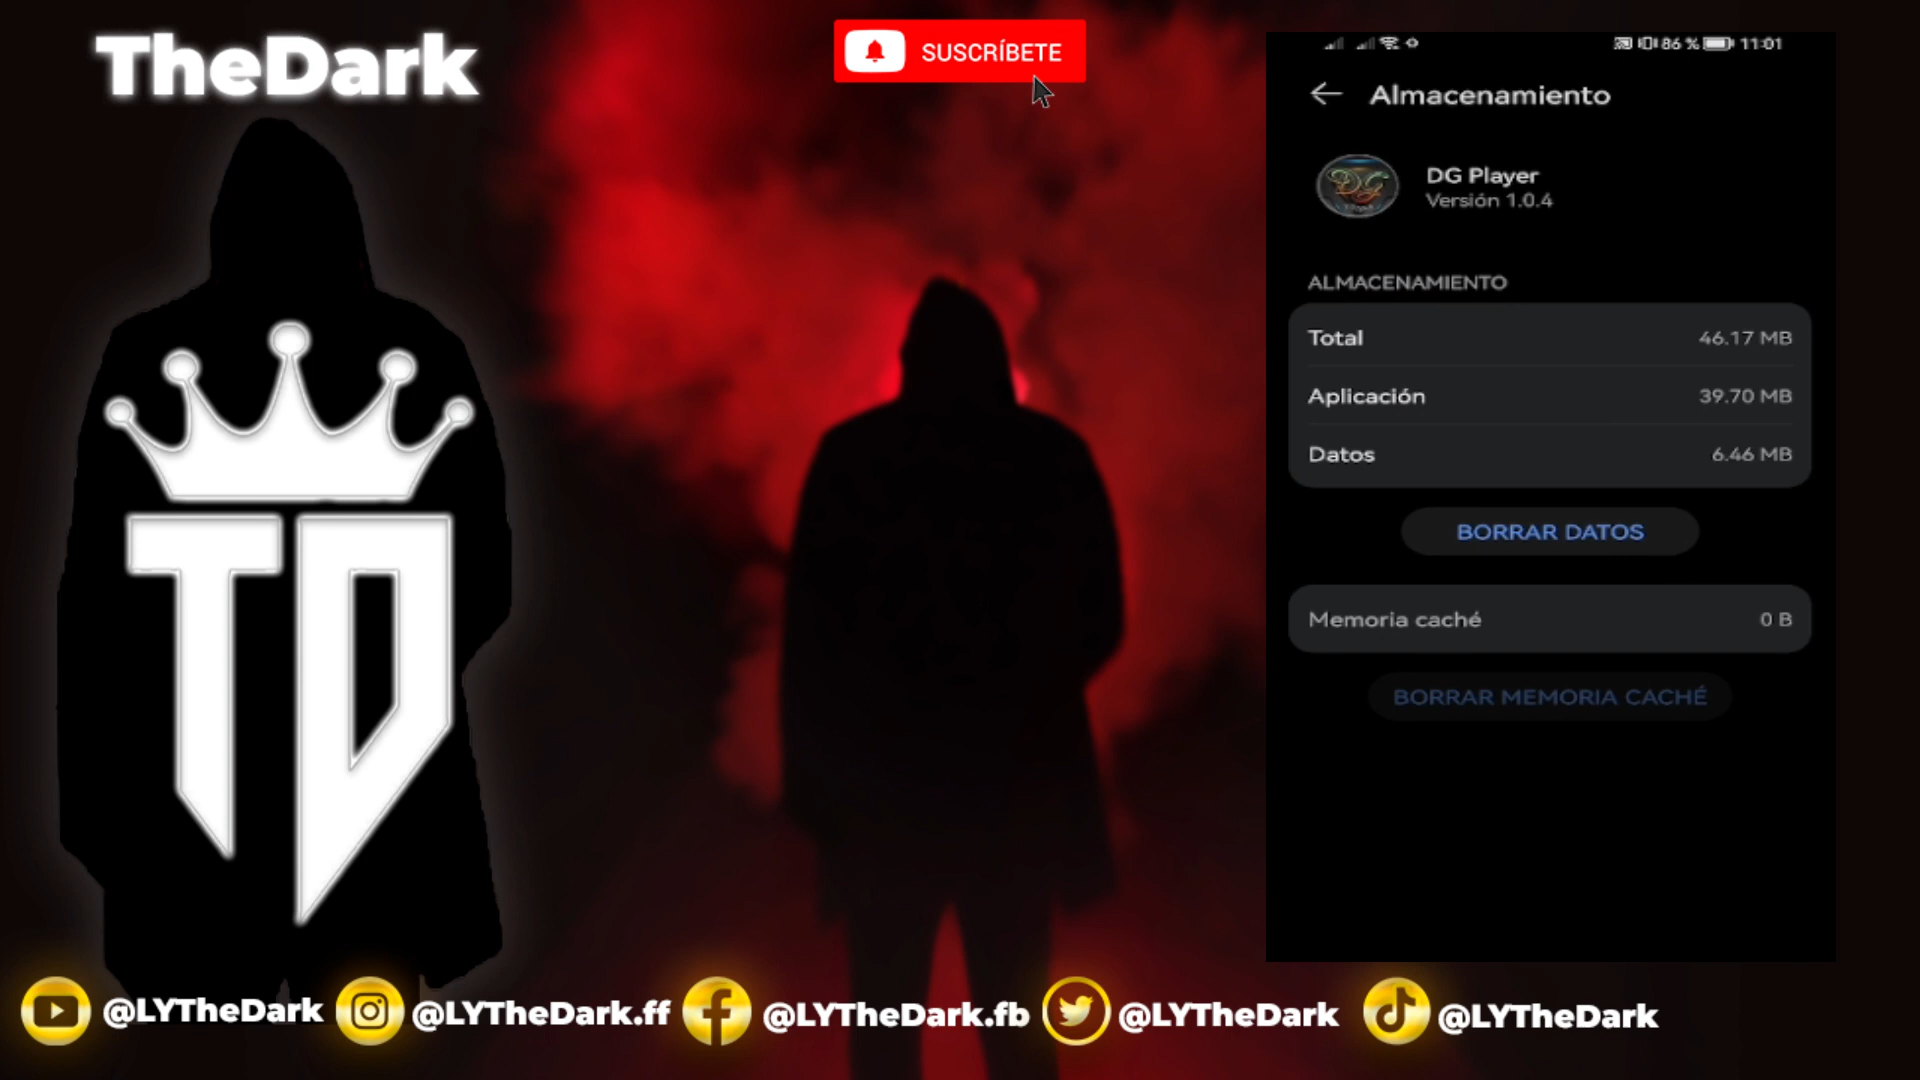 TheDark
SUSCRÍBETE
TD
86 % 11:01
Almacenamiento
DG Player
Versión 1.0.4
ALMACENAMIENTO
Total 46.17 MB
Aplicación 39.70 MB
Datos 6.46 MB
BORRAR DATOS
Memoria caché 0 B
BORRAR MEMORIA CACHÉ
@LYTheDark @LYTheDark.ff @LYTheDark.fb @LYTheDark @LYTheDark